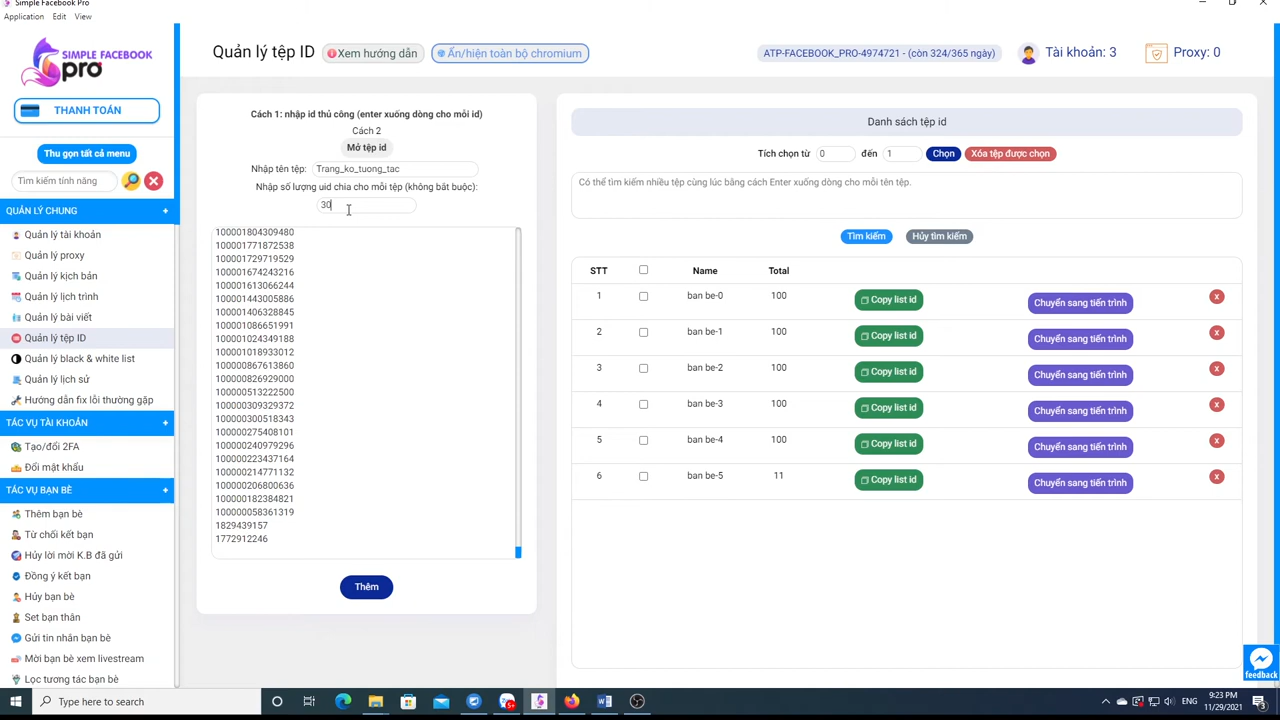 Simple Facebook Pro
Application Edit View
SIMPLE FACEBOOK
pro
THANH TOÁN
Thu gọn tất cả menu
Tìm kiếm tính năng
QUẢN LÝ CHUNG +
Quản lý tài khoản
Quản lý proxy
Quản lý kịch bản
Quản lý lịch trình
Quản lý bài viết
Quản lý tệp ID
Quản lý black & white list
Quản lý lịch sử
Hướng dẫn fix lỗi thường gặp
TÁC VỤ TÀI KHOẢN +
Tạo/đổi 2FA
Đổi mật khẩu
TÁC VỤ BẠN BÈ +
Thêm bạn bè
Từ chối kết bạn
Hủy lời mời K.B đã gửi
Đồng ý kết bạn
Hủy bạn bè
Set bạn thân
Gửi tin nhắn bạn bè
Mời bạn bè xem livestream
Lọc tương tác bạn bè
Quản lý tệp ID
Xem hướng dẫn
Ẩn/hiện toàn bộ chromium
ATP-FACEBOOK_PRO-4974721 - (còn 324/365 ngày)
Tài khoản: 3
Proxy: 0
Cách 1: nhập id thủ công (enter xuống dòng cho mỗi id)
Cách 2
Mở tệp id
Nhập tên tệp: Trang_ko_tuong_tac
Nhập số lượng uid chia cho mỗi tệp (không bắt buộc):
30
100001804309480
100001771872538
100001729719529
100001674243216
100001613066244
100001443005886
100001406328845
100001086651991
100001024349188
100001018933012
100000867613860
100000826929000
100000513222500
100000309329372
100000300518343
100000275408101
100000240979296
100000223437164
100000214771132
100000206800636
100000182384821
100000058361319
1829439157
1772912246
Thêm
Danh sách tệp id
Tích chọn từ 0 đến 1 Chọn Xóa tệp được chọn
Có thể tìm kiếm nhiều tệp cùng lúc bằng cách Enter xuống dòng cho mỗi tên tệp.
Tìm kiếm Hủy tìm kiếm
STT Name Total
1 ban be-0 100 Copy list id Chuyển sang tiến trình x
2 ban be-1 100 Copy list id Chuyển sang tiến trình x
3 ban be-2 100 Copy list id Chuyển sang tiến trình x
4 ban be-3 100 Copy list id Chuyển sang tiến trình x
5 ban be-4 100 Copy list id Chuyển sang tiến trình x
6 ban be-5 11 Copy list id Chuyển sang tiến trình x
feedback
Type here to search
ENG
9:23 PM
11/29/2021